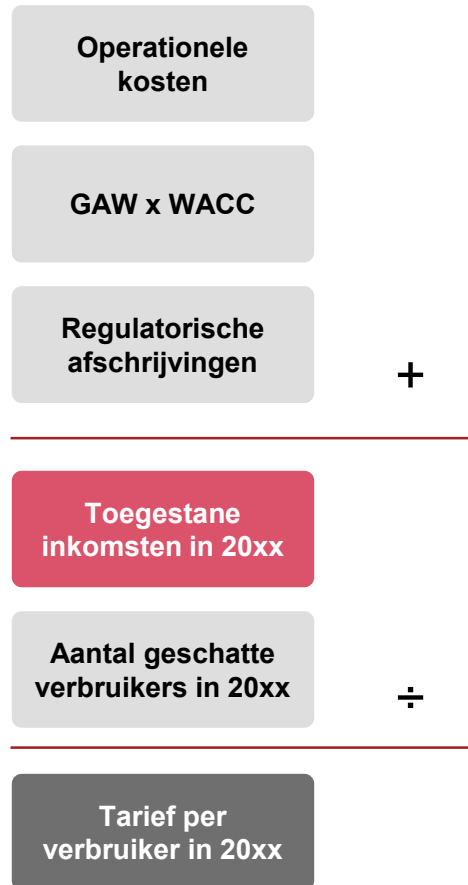 Operationele
kosten
GAW x WACC
Regulatorische
afschrijvingen
+
Toegestane
inkomsten in 20xx
Aantal geschatte
verbruikers in 20xx
÷
Tarief per
verbruiker in 20xx